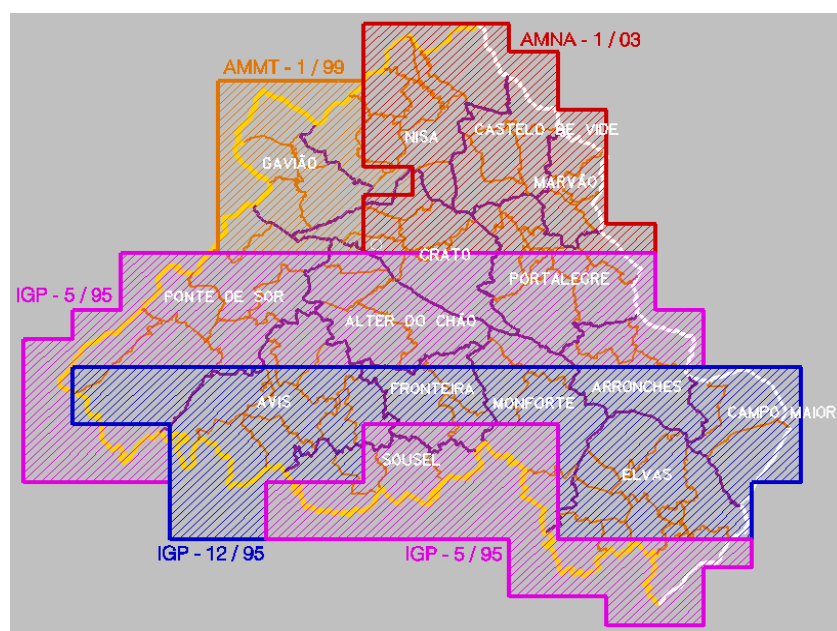 AMNA - 1 / 03
AMMT - 1 / 99
CASTELO DE VIDE
NISA
GAVIÃO
MARVÃO
CRATO
PORTALEGRE
IGP - 5 / 95
PONTE DE SOR
ALTER DO CHÃO
FRONTEIRA
ARRONCHES
AVIS
MONFORTE
CAMPO MAIOR
SOUSEL
ELVAS
IGP - 12 / 95
IGP - 5 / 95